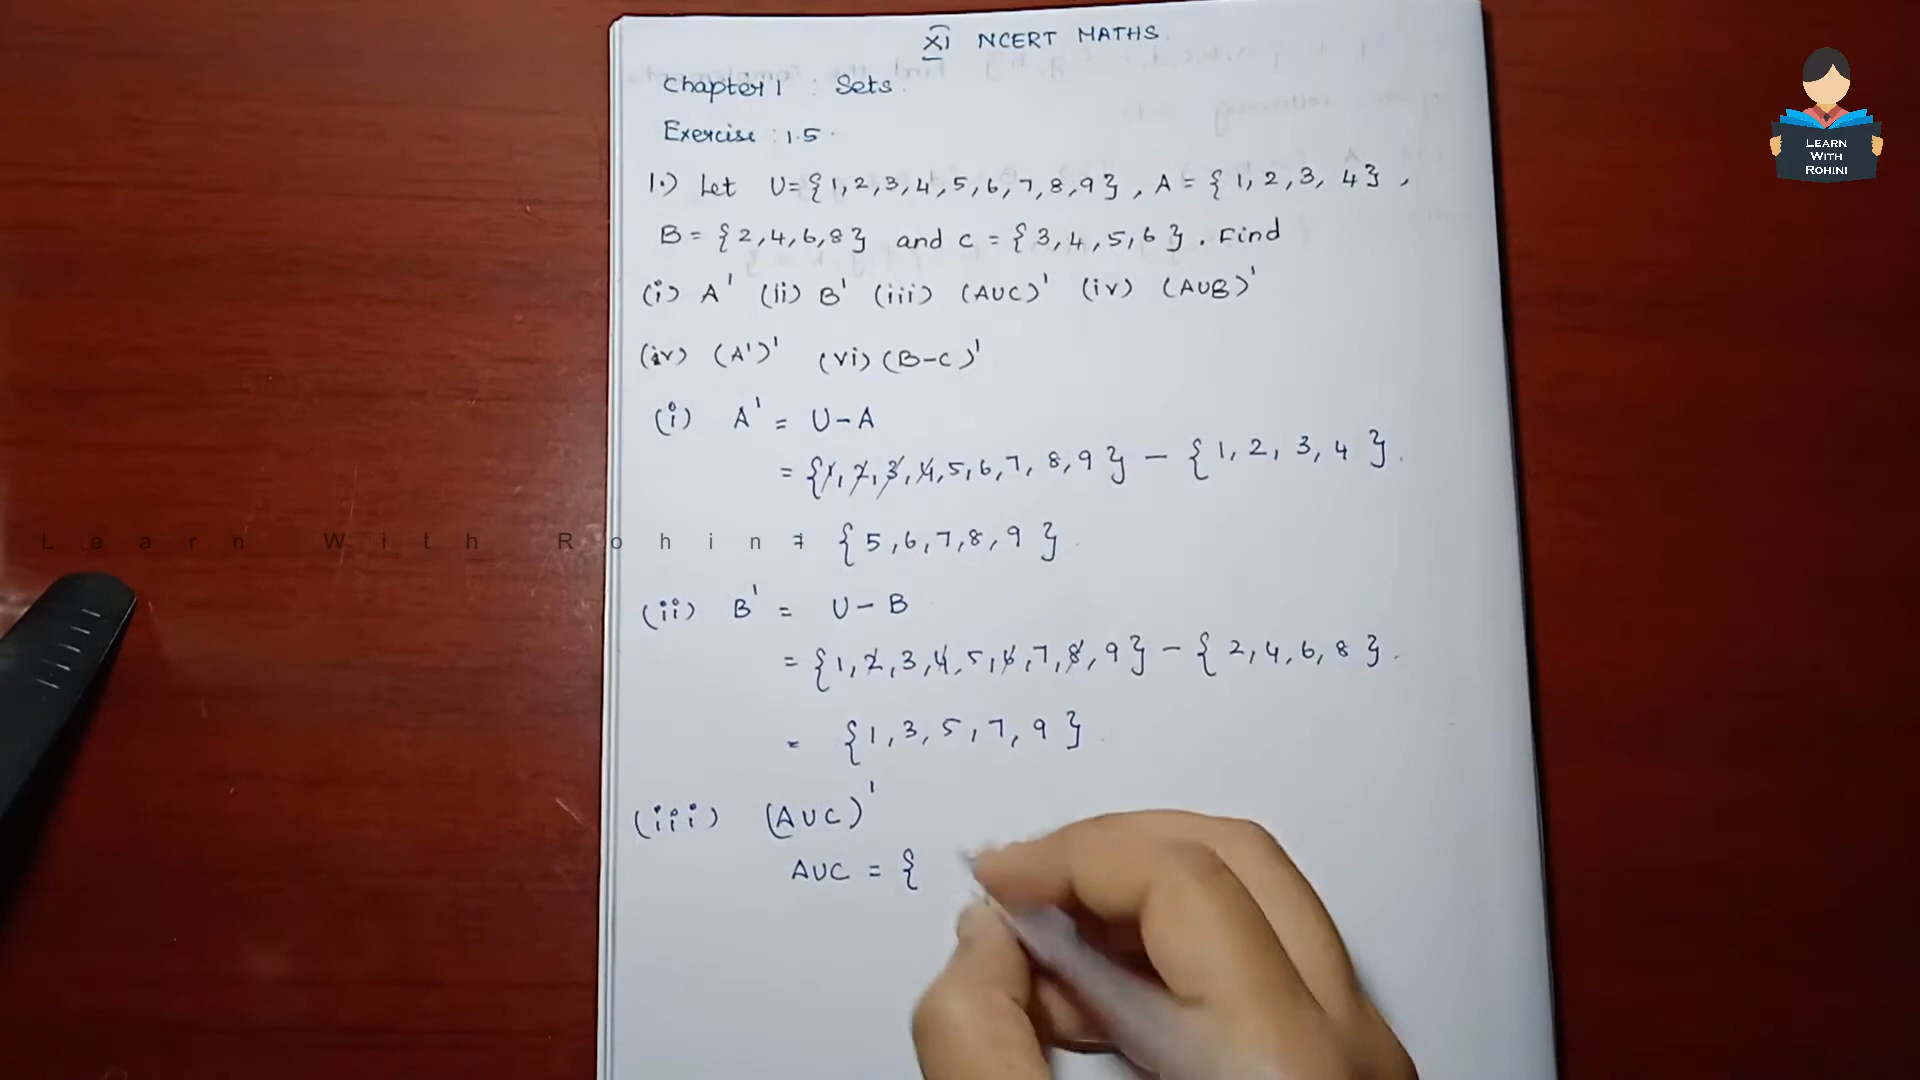 XI NCERT MATHS
Chapter 1 : Sets.
Exercise : 1.5.
1.) Let U = {1, 2, 3, 4, 5, 6, 7, 8, 9}, A = {1, 2, 3, 4},
B = {2, 4, 6, 8} and C = {3, 4, 5, 6}. Find
(i) A' (ii) B' (iii) (AUC)' (iv) (AUB)'
(iv) (A')' (vi) (B-C)'
(i) A' = U - A
= {1, 2, 3, 4, 5, 6, 7, 8, 9} - {1, 2, 3, 4}.
= {5, 6, 7, 8, 9}.
(ii) B' = U - B
= {1, 2, 3, 4, 5, 6, 7, 8, 9} - {2, 4, 6, 8}.
= {1, 3, 5, 7, 9}.
(iii) (AUC)'
AUC = {
LEARN
WITH
ROHINI
Learn With Rohini